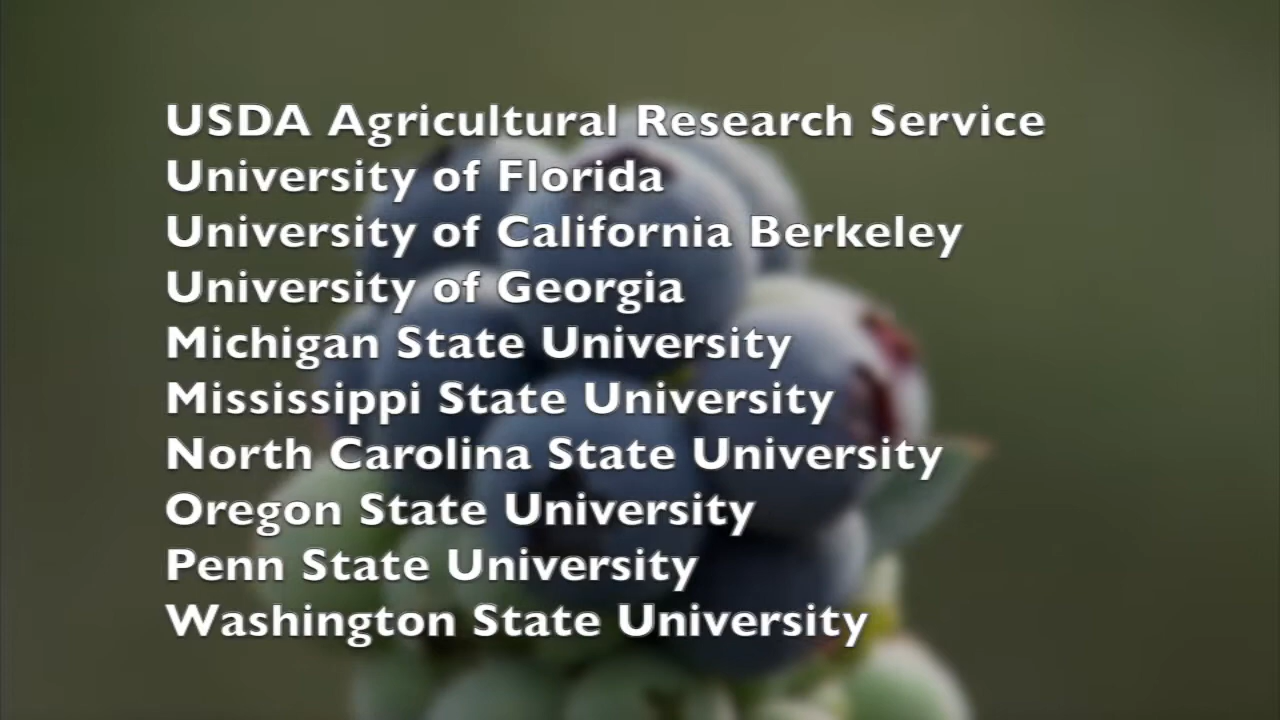 USDA Agricultural Research Service
University of Florida
University of California Berkeley
University of Georgia
Michigan State University
Mississippi State University
North Carolina State University
Oregon State University
Penn State University
Washington State University